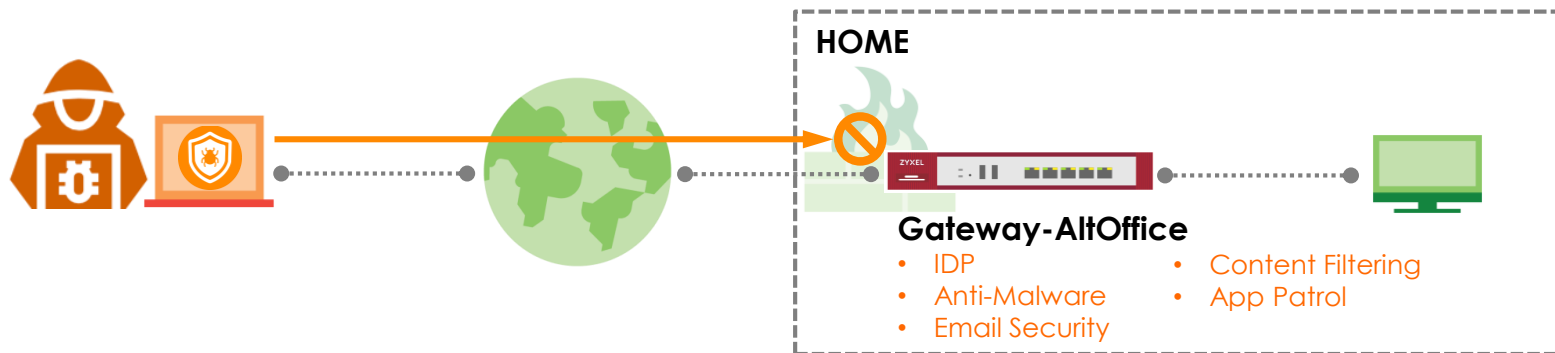 HOME
ZYXEL
Gateway-AltOffice
• IDP
• Anti-Malware
• Email Security
• Content Filtering
• App Patrol